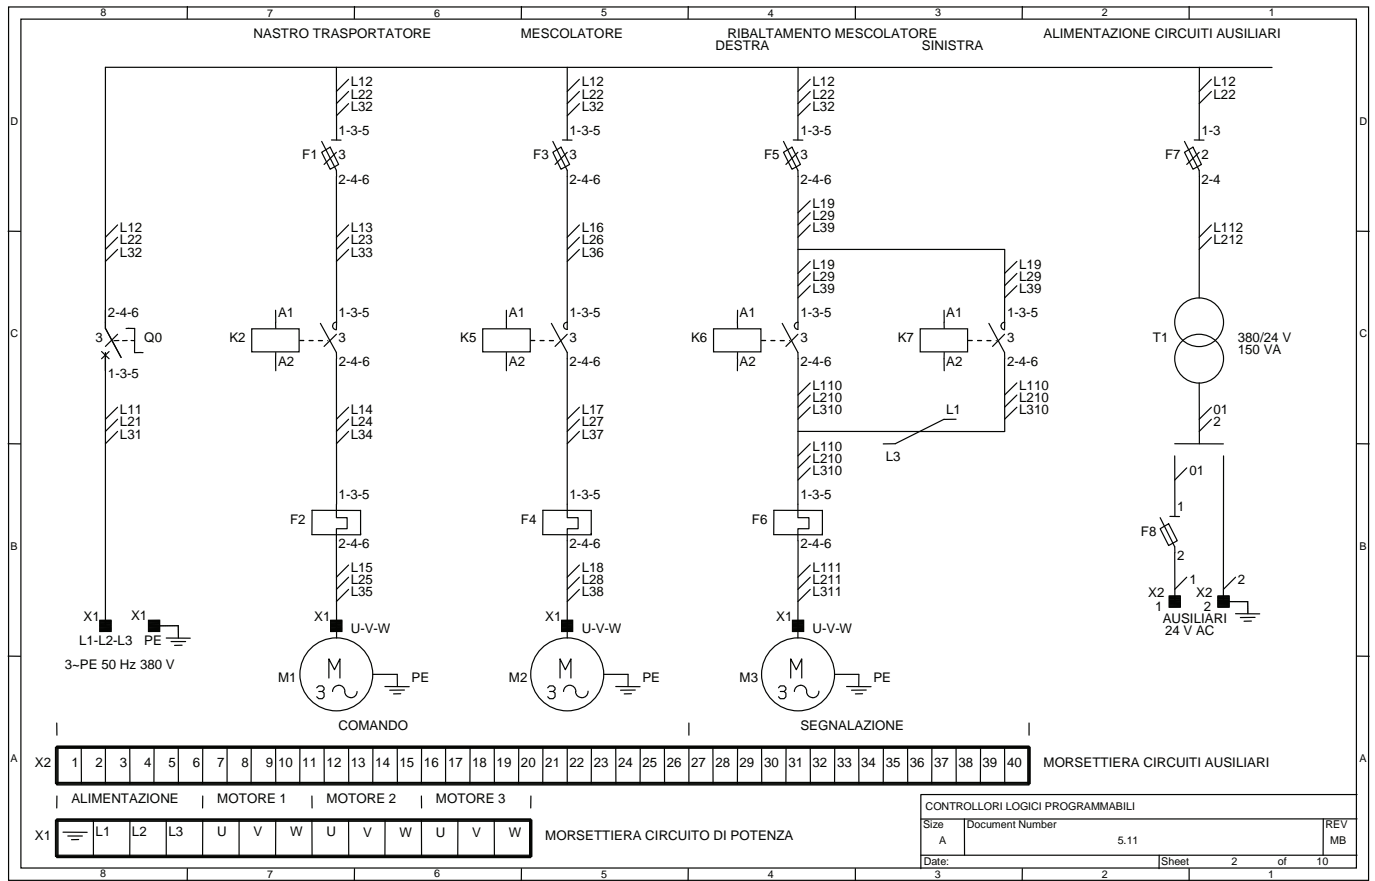 8 7 6 5 4 3 2 1
NASTRO TRASPORTATORE
MESCOLATORE
RIBALTAMENTO MESCOLATORE
DESTRA
SINISTRA
ALIMENTAZIONE CIRCUITI AUSILIARI
D
C
B
A
L12
L22
L32
2-4-6
3
Q0
1-3-5
L11
L21
L31
X1
X1
L1-L2-L3
PE
3~PE 50 Hz 380 V
L12
L22
L32
1-3-5
F1
3
2-4-6
L13
L23
L33
A1
1-3-5
K2
3
A2
2-4-6
L14
L24
L34
1-3-5
F2
2-4-6
L15
L25
L35
X1
U-V-W
M1
M
3
PE
L12
L22
L32
1-3-5
F3
3
2-4-6
L16
L26
L36
A1
1-3-5
K5
3
A2
2-4-6
L17
L27
L37
1-3-5
F4
2-4-6
L18
L28
L38
X1
U-V-W
M2
M
3
PE
L12
L22
L32
1-3-5
F5
3
2-4-6
L19
L29
L39
L19
L29
L39
A1
1-3-5
K6
3
A2
2-4-6
L110
L210
L310
L110
L210
L310
1-3-5
F6
2-4-6
L111
L211
L311
X1
U-V-W
M3
M
3
PE
L19
L29
L39
A1
1-3-5
K7
3
A2
2-4-6
L110
L210
L310
L1
L3
L12
L22
1-3
F7
2
2-4
L112
L212
T1
380/24 V
150 VA
01
2
01
1
F8
2
1
2
X2
1
X2
2
AUSILIARI
24 V AC
D
C
B
A
COMANDO
SEGNALAZIONE
X2 1 2 3 4 5 6 7 8 9 10 11 12 13 14 15 16 17 18 19 20 21 22 23 24 25 26 27 28 29 30 31 32 33 34 35 36 37 38 39 40 MORSETTIERA CIRCUITI AUSILIARI
ALIMENTAZIONE MOTORE 1 MOTORE 2 MOTORE 3
X1 L1 L2 L3 U V W U V W U V W MORSETTIERA CIRCUITO DI POTENZA
CONTROLLORI LOGICI PROGRAMMABILI
Size Document Number REV
A 5.11 MB
Date: Sheet 2 of 10
8 7 6 5 4 3 2 1